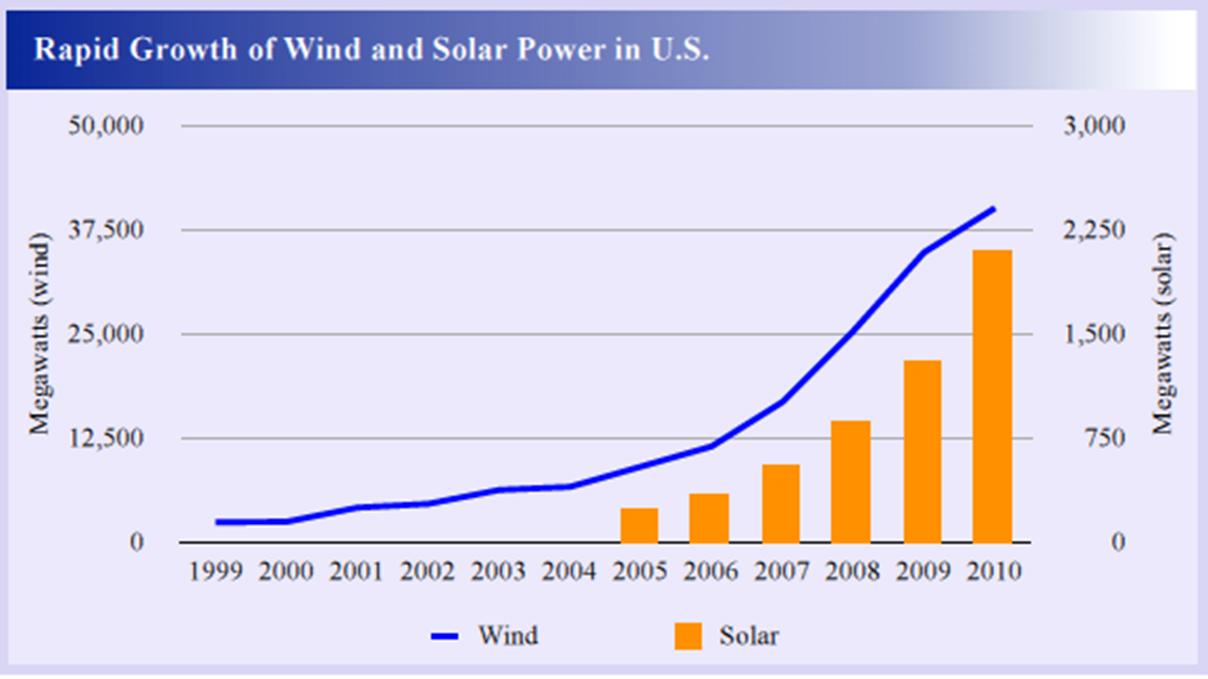 Rapid Growth of Wind and Solar Power in U.S.
50,000
37,500
25,000
12,500
0
Megawatts (wind)
3,000
2,250
1,500
750
0
Megawatts (solar)
1999 2000 2001 2002 2003 2004 2005 2006 2007 2008 2009 2010
Wind Solar